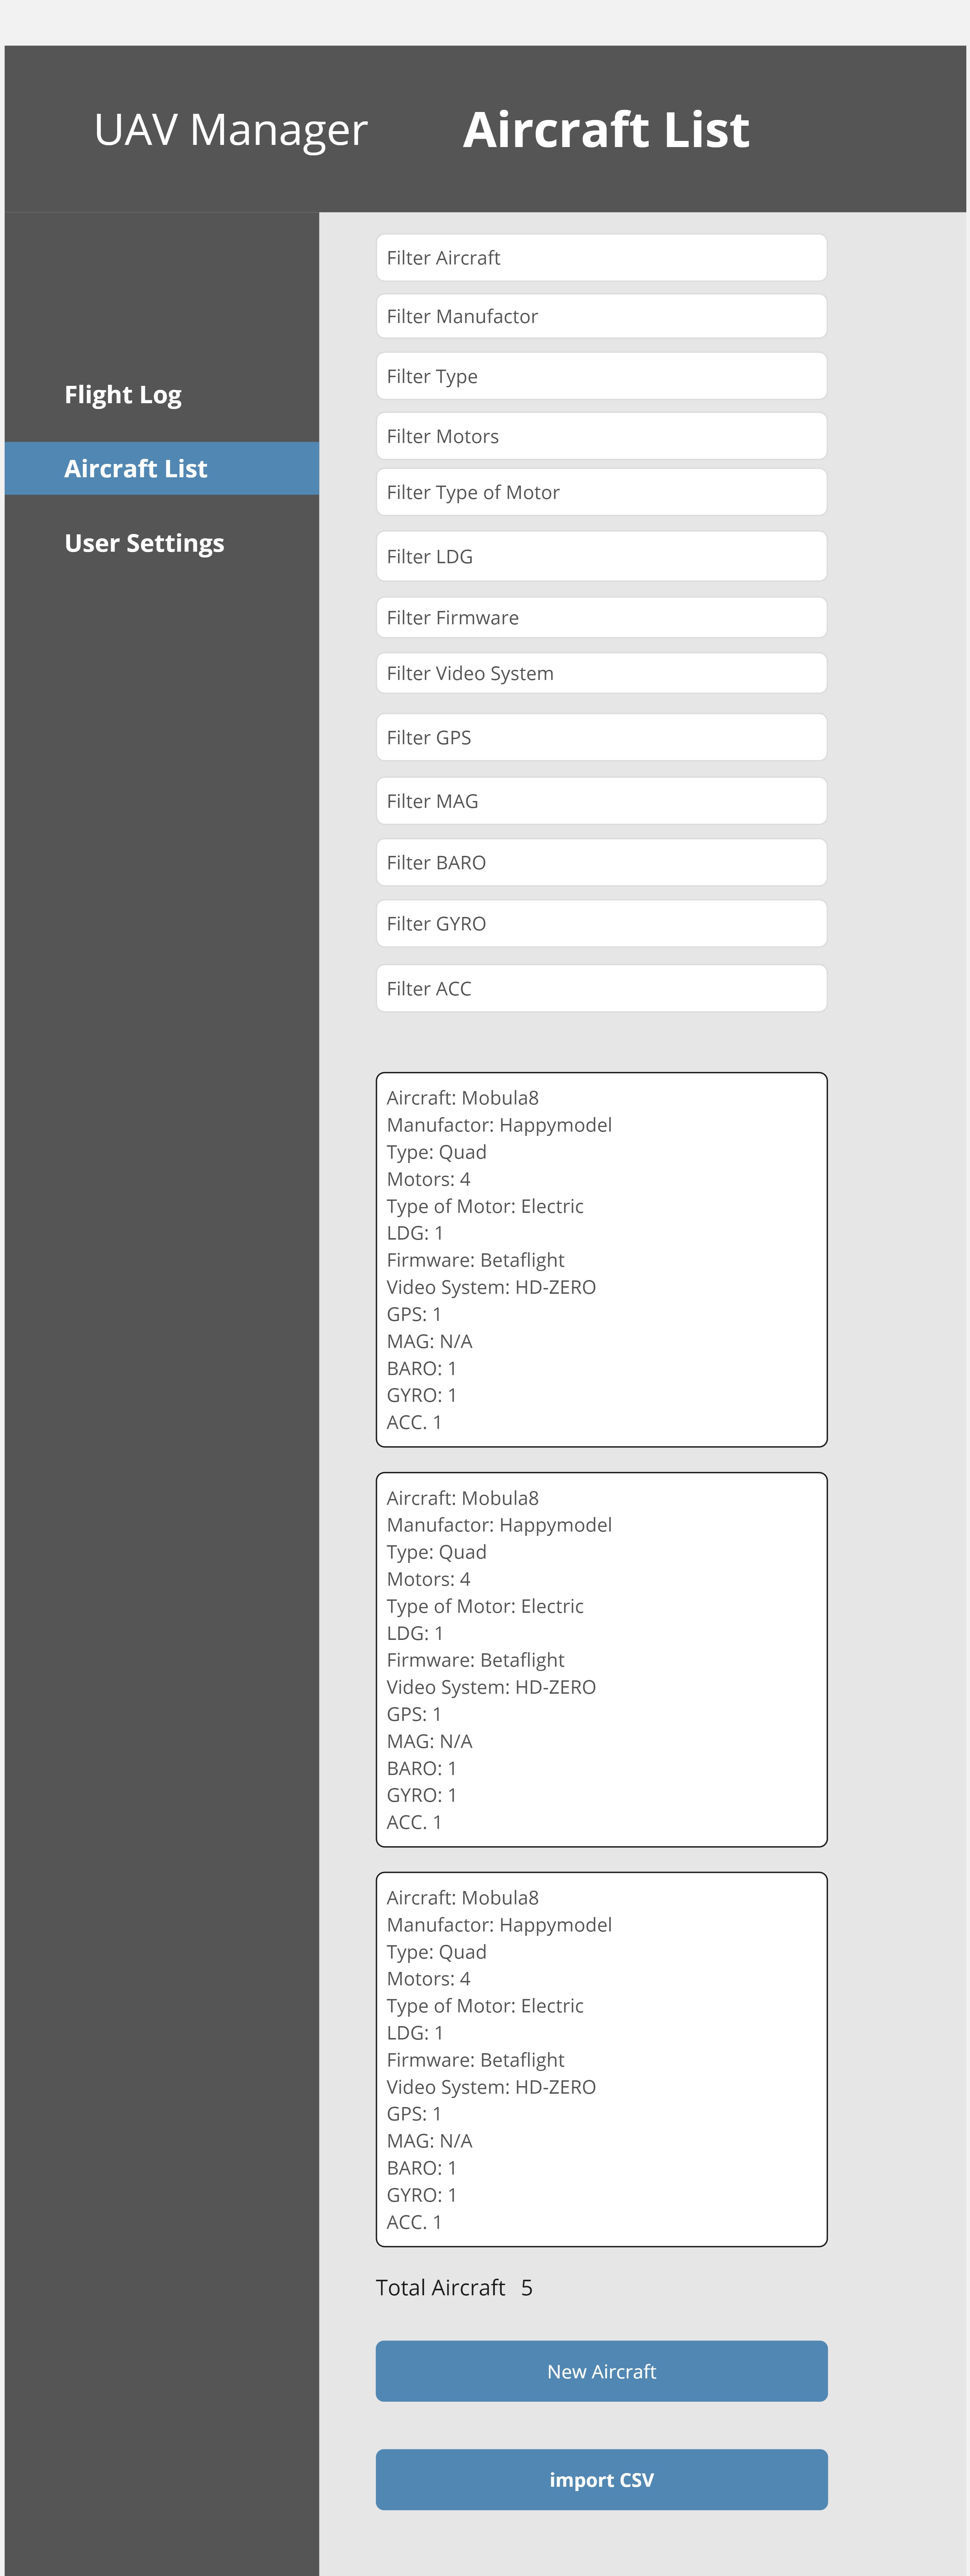 UAV Manager
Aircraft List
Flight Log
Aircraft List
User Settings
Filter Aircraft
Filter Manufactor
Filter Type
Filter Motors
Filter Type of Motor
Filter LDG
Filter Firmware
Filter Video System
Filter GPS
Filter MAG
Filter BARO
Filter GYRO
Filter ACC
Aircraft: Mobula8
Manufactor: Happymodel
Type: Quad
Motors: 4
Type of Motor: Electric
LDG: 1
Firmware: Betaflight
Video System: HD-ZERO
GPS: 1
MAG: N/A
BARO: 1
GYRO: 1
ACC. 1
Aircraft: Mobula8
Manufactor: Happymodel
Type: Quad
Motors: 4
Type of Motor: Electric
LDG: 1
Firmware: Betaflight
Video System: HD-ZERO
GPS: 1
MAG: N/A
BARO: 1
GYRO: 1
ACC. 1
Aircraft: Mobula8
Manufactor: Happymodel
Type: Quad
Motors: 4
Type of Motor: Electric
LDG: 1
Firmware: Betaflight
Video System: HD-ZERO
GPS: 1
MAG: N/A
BARO: 1
GYRO: 1
ACC. 1
Total Aircraft 5
New Aircraft
import CSV